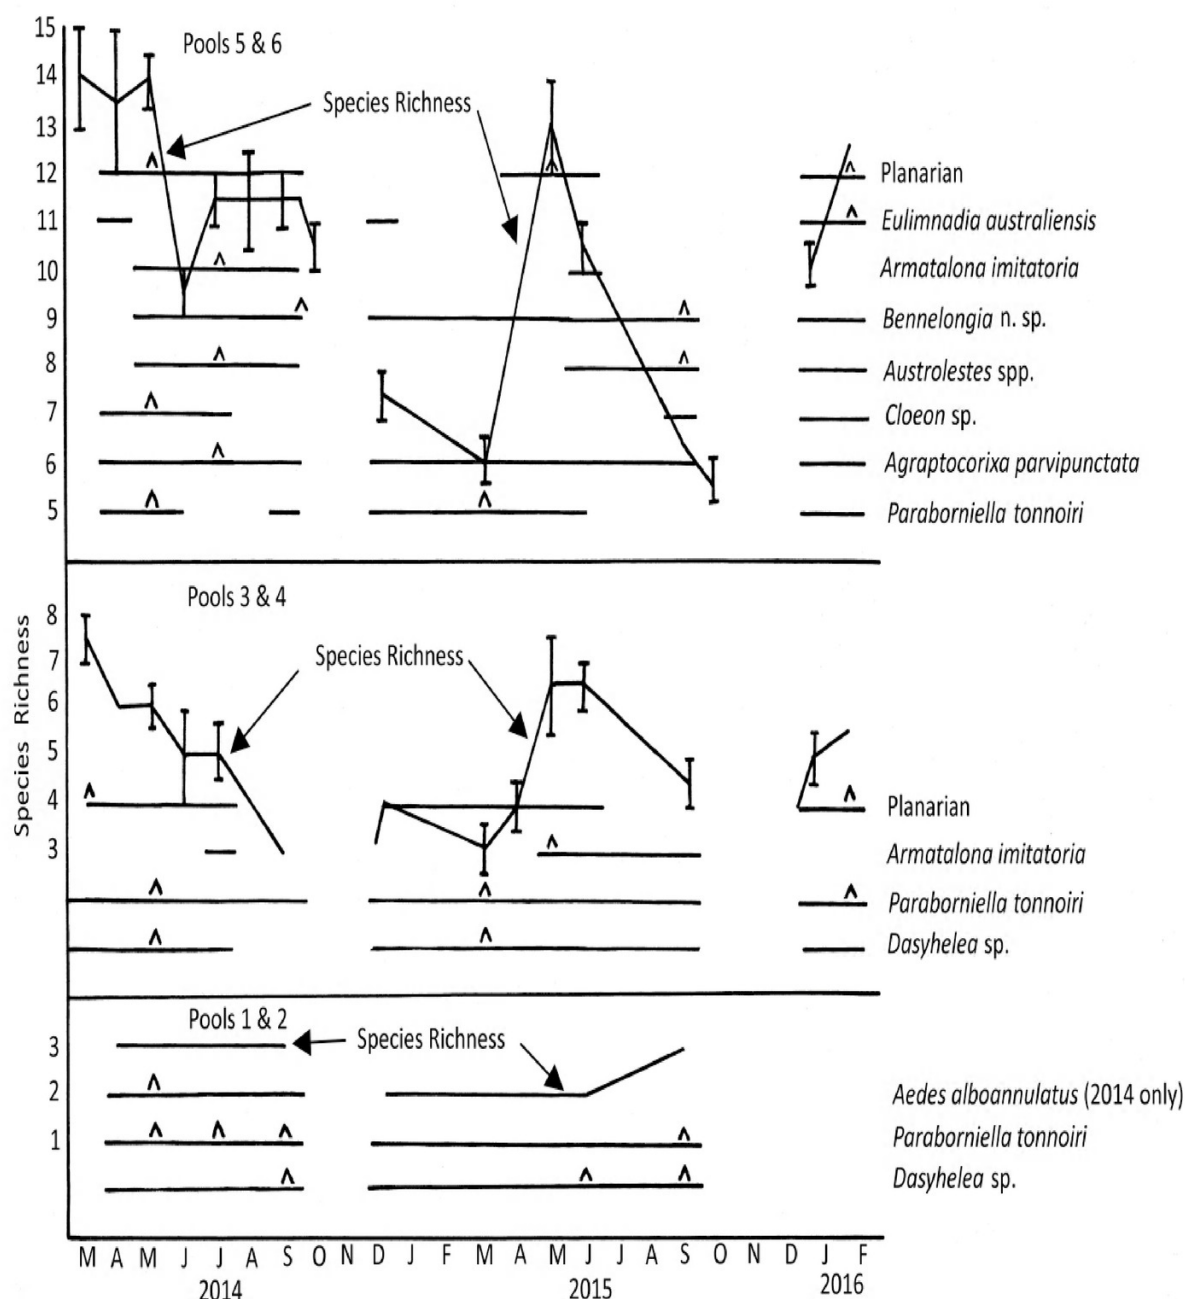 15
Pools 5 & 6
14
Species Richness
13
12
Planarian
11
Eulimnadia australiensis
10
Armatalona imitatoria
9
Bennelongia n. sp.
8
Austrolestes spp.
7
Cloeon sp.
6
Agraptocorixa parvipunctata
5
Paraborniella tonnoiri
Species Richness
Pools 3 & 4
8
7
Species Richness
6
5
4
Planarian
3
Armatalona imitatoria
Paraborniella tonnoiri
Dasyhelea sp.
Pools 1 & 2
3
Species Richness
2
Aedes alboannulatus (2014 only)
1
Paraborniella tonnoiri
Dasyhelea sp.
M A M J J A S O N D J F M A M J J A S O N D J F
2014 2015 2016